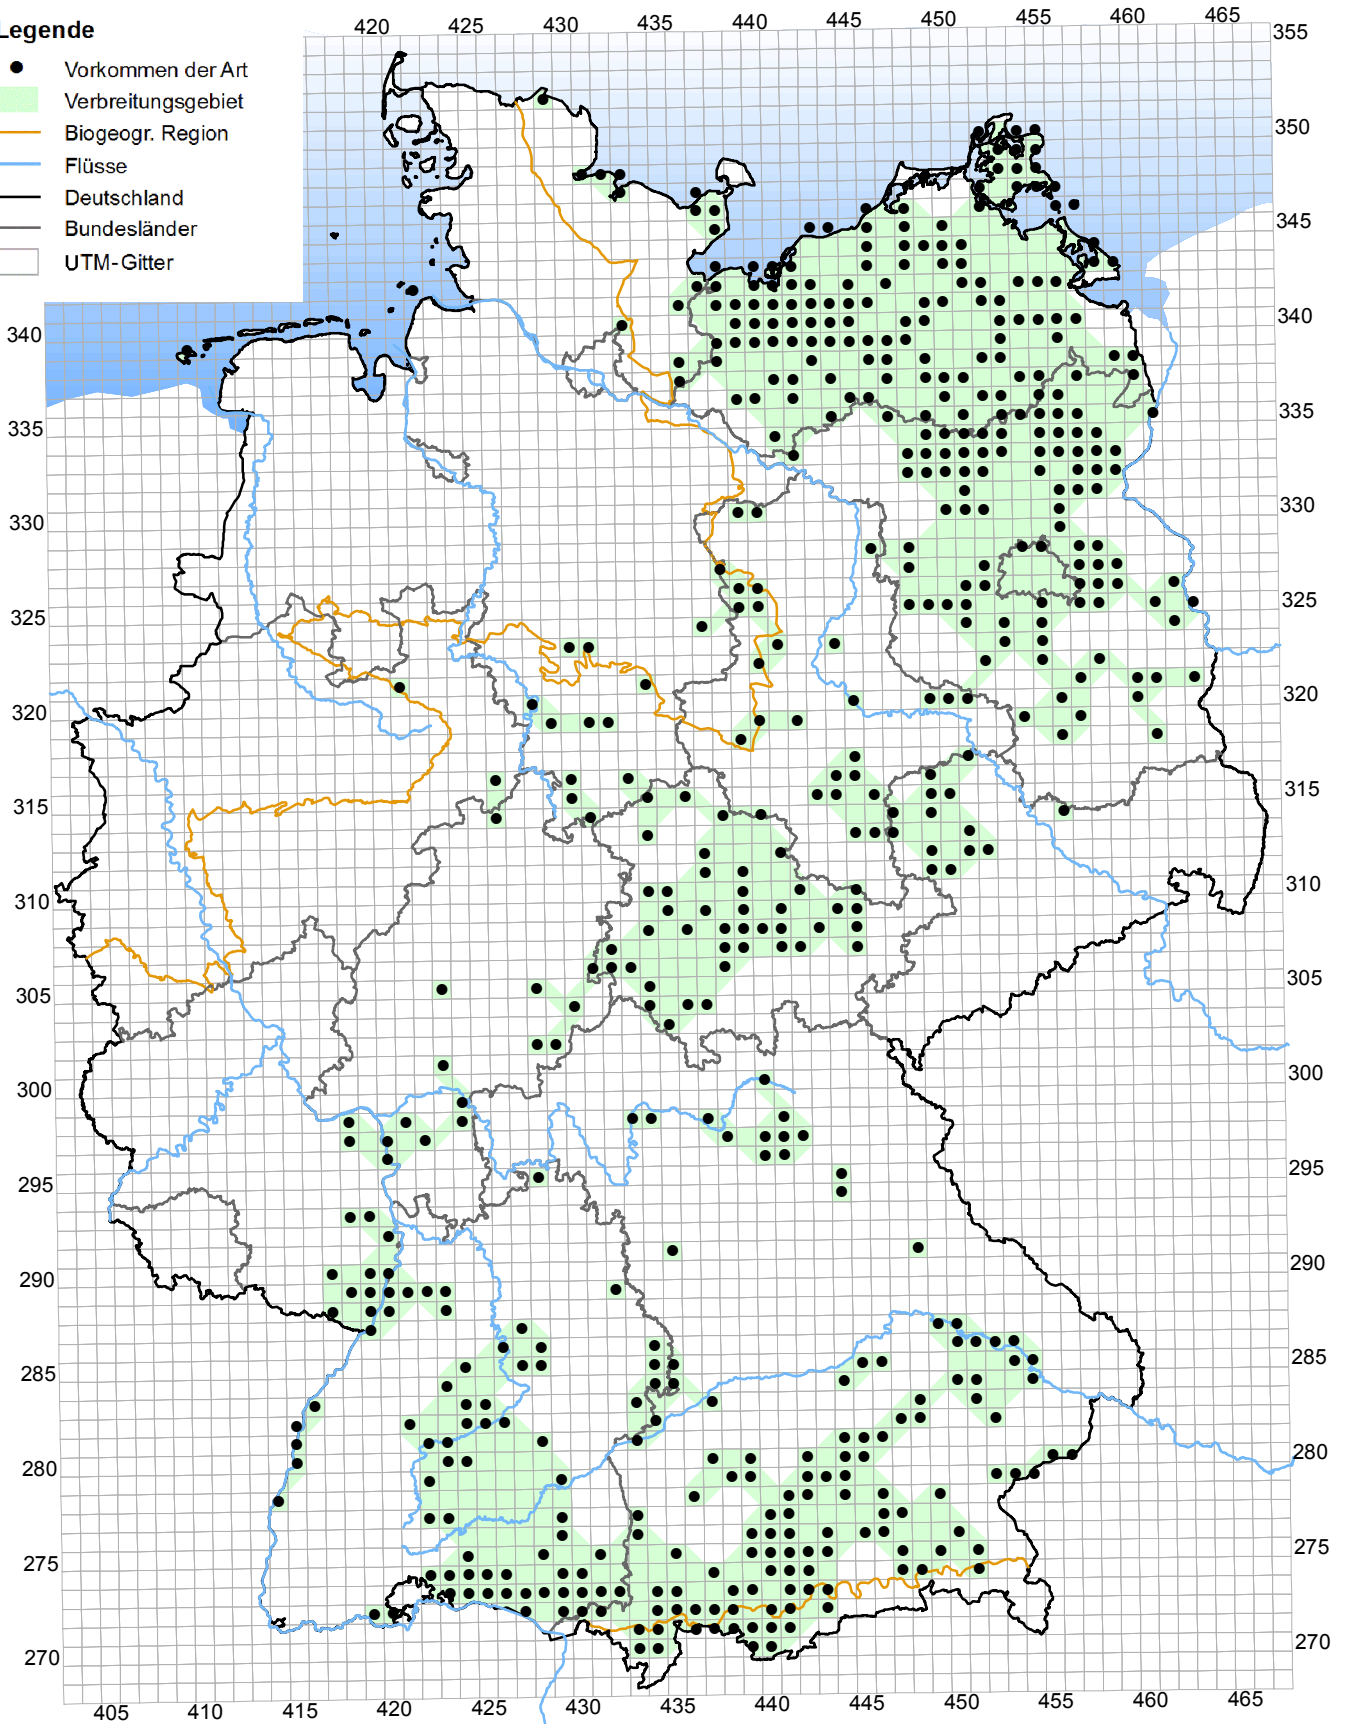 Legende
Vorkommen der Art
Verbreitungsgebiet
Biogeogr. Region
Flüsse
Deutschland
Bundesländer
UTM-Gitter
420 425 430 435 440 445 450 455 460 465
355
350
345
340 340
335 335
330 330
325 325
320 320
315 315
310 310
305 305
300 300
295 295
290 290
285 285
280 280
275 275
270 270
405 410 415 420 425 430 435 440 445 450 455 460 465